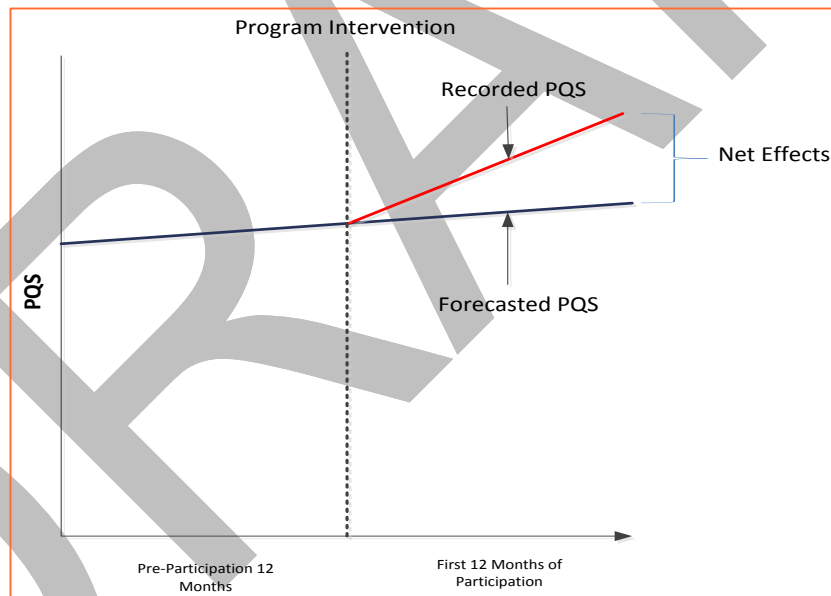 Program Intervention
Recorded PQS
Net Effects
PQS
Forecasted PQS
Pre-Participation 12
Months
First 12 Months of
Participation